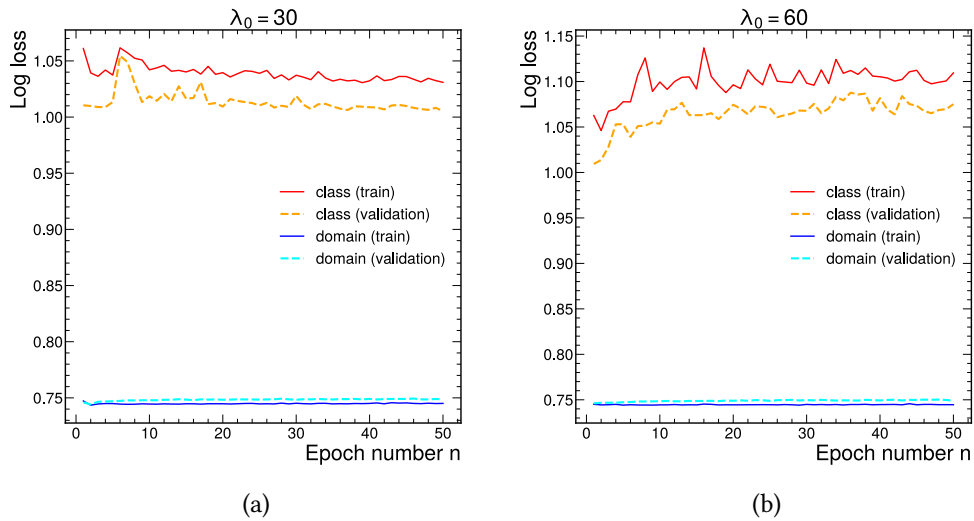 λ₀ = 30
Log loss
1.05
1.00
0.95
0.90
0.85
0.80
0.75
class (train)
class (validation)
domain (train)
domain (validation)
0 10 20 30 40 50
Epoch number n
(a)
λ₀ = 60
Log loss
1.15
1.10
1.05
1.00
0.95
0.90
0.85
0.80
0.75
class (train)
class (validation)
domain (train)
domain (validation)
0 10 20 30 40 50
Epoch number n
(b)